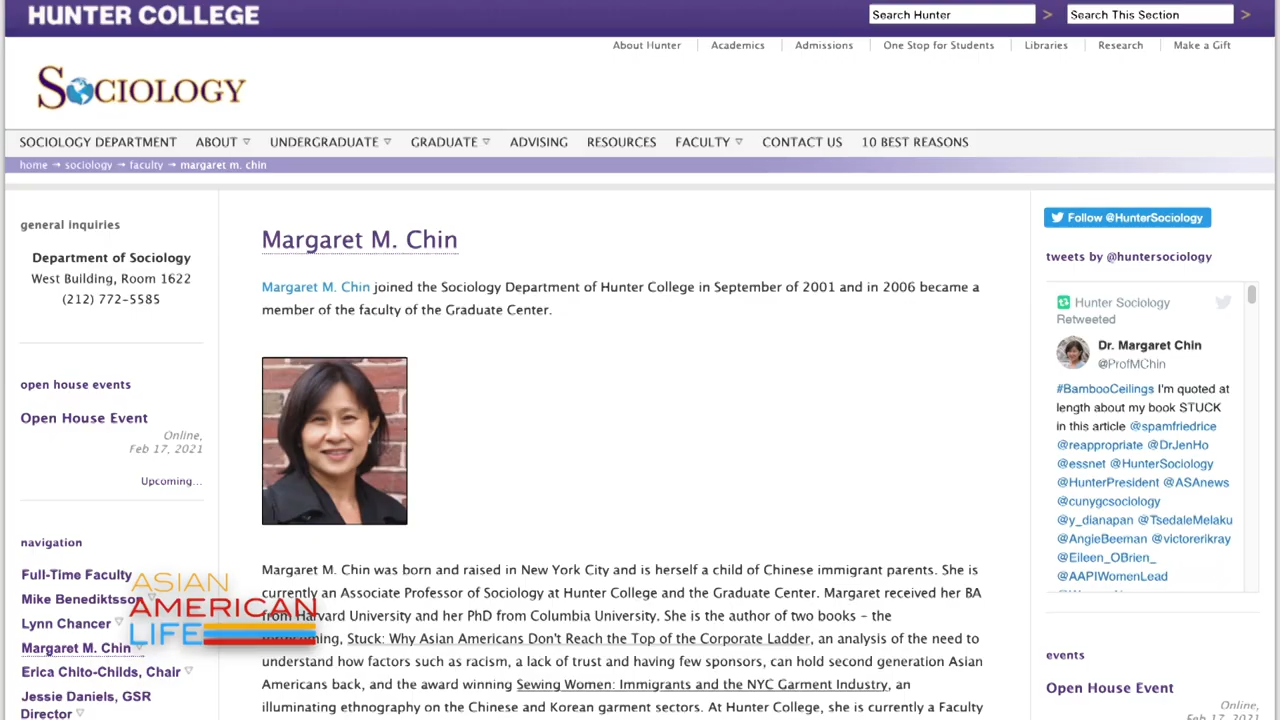 HUNTER COLLEGE
Search Hunter
Search This Section
About Hunter
Academics
Admissions
One Stop for Students
Libraries
Research
Make a Gift
SOCIOLOGY
SOCIOLOGY DEPARTMENT
ABOUT
UNDERGRADUATE
GRADUATE
ADVISING
RESOURCES
FACULTY
CONTACT US
10 BEST REASONS
home → sociology → faculty → margaret m. chin
general inquiries
Department of Sociology
West Building, Room 1622
(212) 772-5585
open house events
Open House Event
Online,
Feb 17, 2021
Upcoming...
navigation
Full-Time Faculty
Mike Benediktsson
Lynn Chancer
Margaret M. Chin
Erica Chito-Childs, Chair
Jessie Daniels, GSR
Director
ASIAN
AMERICAN
LIFE
Margaret M. Chin
Margaret M. Chin joined the Sociology Department of Hunter College in September of 2001 and in 2006 became a
member of the faculty of the Graduate Center.
Margaret M. Chin was born and raised in New York City and is herself a child of Chinese immigrant parents. She is
currently an Associate Professor of Sociology at Hunter College and the Graduate Center. Margaret received her BA
from Harvard University and her PhD from Columbia University. She is the author of two books – the
Stuck: Why Asian Americans Don't Reach the Top of the Corporate Ladder, an analysis of the need to
understand how factors such as racism, a lack of trust and having few sponsors, can hold second generation Asian
Americans back, and the award winning Sewing Women: Immigrants and the NYC Garment Industry, an
illuminating ethnography on the Chinese and Korean garment sectors. At Hunter College, she is currently a Faculty
Follow @HunterSociology
tweets by @huntersociology
Hunter Sociology
Retweeted
Dr. Margaret Chin
@ProfMChin
#BambooCeilings I'm quoted at
length about my book STUCK
in this article @spamfriedrice
@reappropriate @DrJenHo
@essnet @HunterSociology
@HunterPresident @ASAnews
@cunygcsociology
@y_dianapan @TsedaleMelaku
@AngieBeeman @victorerikray
@Eileen_OBrien_
@AAPIWomenLead
events
Open House Event
Online,